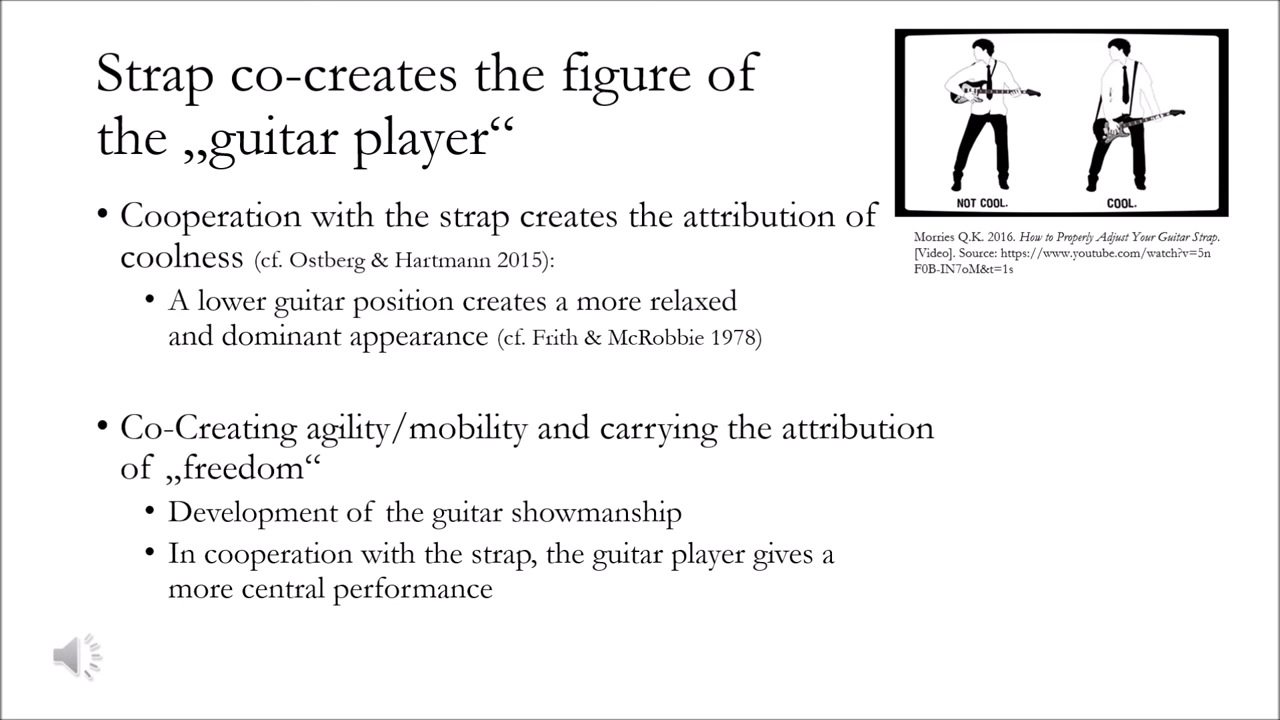 Strap co-creates the figure of
the „guitar player“
• Cooperation with the strap creates the attribution of
coolness (cf. Ostberg & Hartmann 2015):
• A lower guitar position creates a more relaxed
and dominant appearance (cf. Frith & McRobbie 1978)
• Co-Creating agility/mobility and carrying the attribution
of „freedom“
• Development of the guitar showmanship
• In cooperation with the strap, the guitar player gives a
more central performance
NOT COOL.
COOL.
Morries Q.K. 2016. How to Properly Adjust Your Guitar Strap.
[Video]. Source: https://www.youtube.com/watch?v=5n
F0B-IN7oM&t=1s